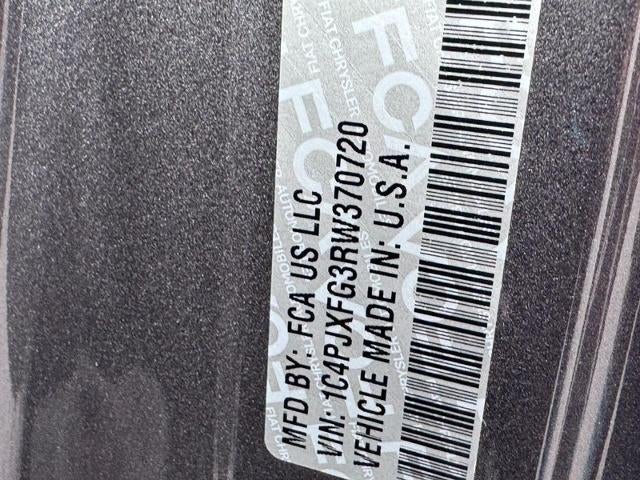 MFD BY: FCA US LLC
VIN: 1C4PJXFG3RW370720
VEHICLE MADE IN: U.S.A.